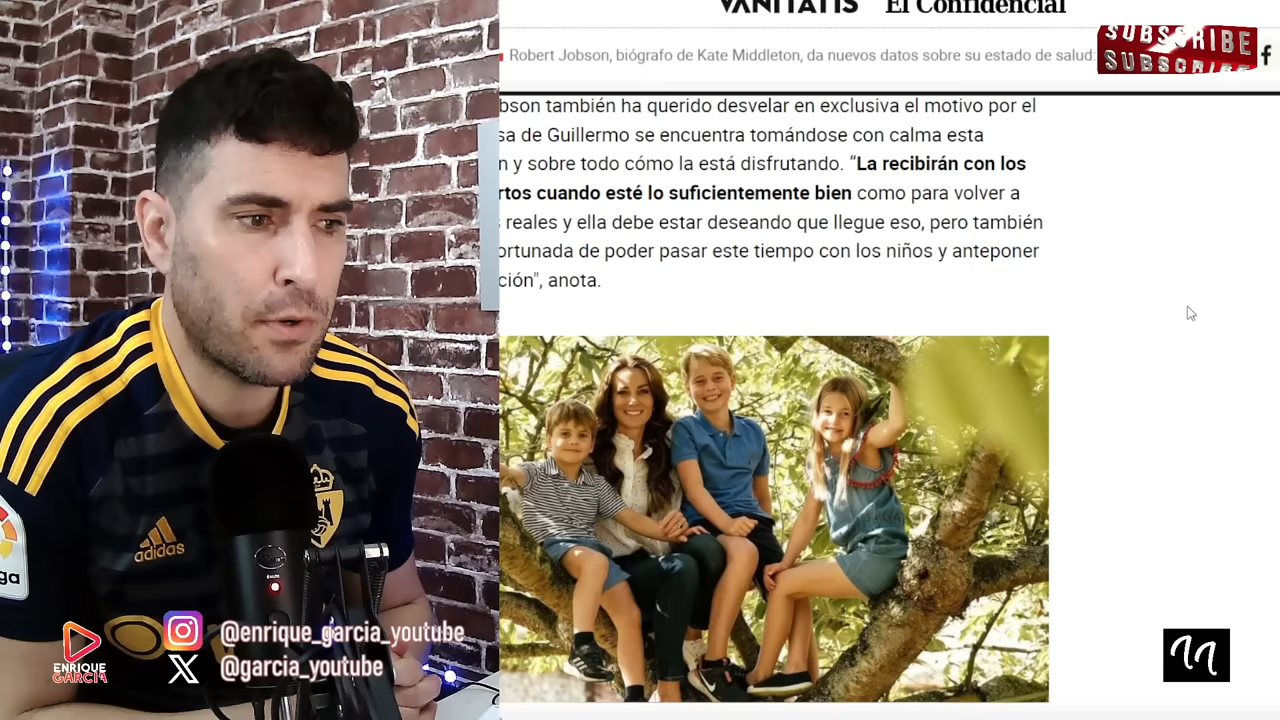 VANITATIS El Confidencial
Robert Jobson, biógrafo de Kate Middleton, da nuevos datos sobre su estado de salud:
SUBSCRIBE
SUBSCRIBE
bson también ha querido desvelar en exclusiva el motivo por el
sa de Guillermo se encuentra tomándose con calma esta
n y sobre todo cómo la está disfrutando. “La recibirán con los
rtos cuando esté lo suficientemente bien como para volver a
s reales y ella debe estar deseando que llegue eso, pero también
ortunada de poder pasar este tiempo con los niños y anteponer
ción", anota.
adidas
ga
ENRIQUE
GARCIA
@enrique_garcia_youtube
@garcia_youtube